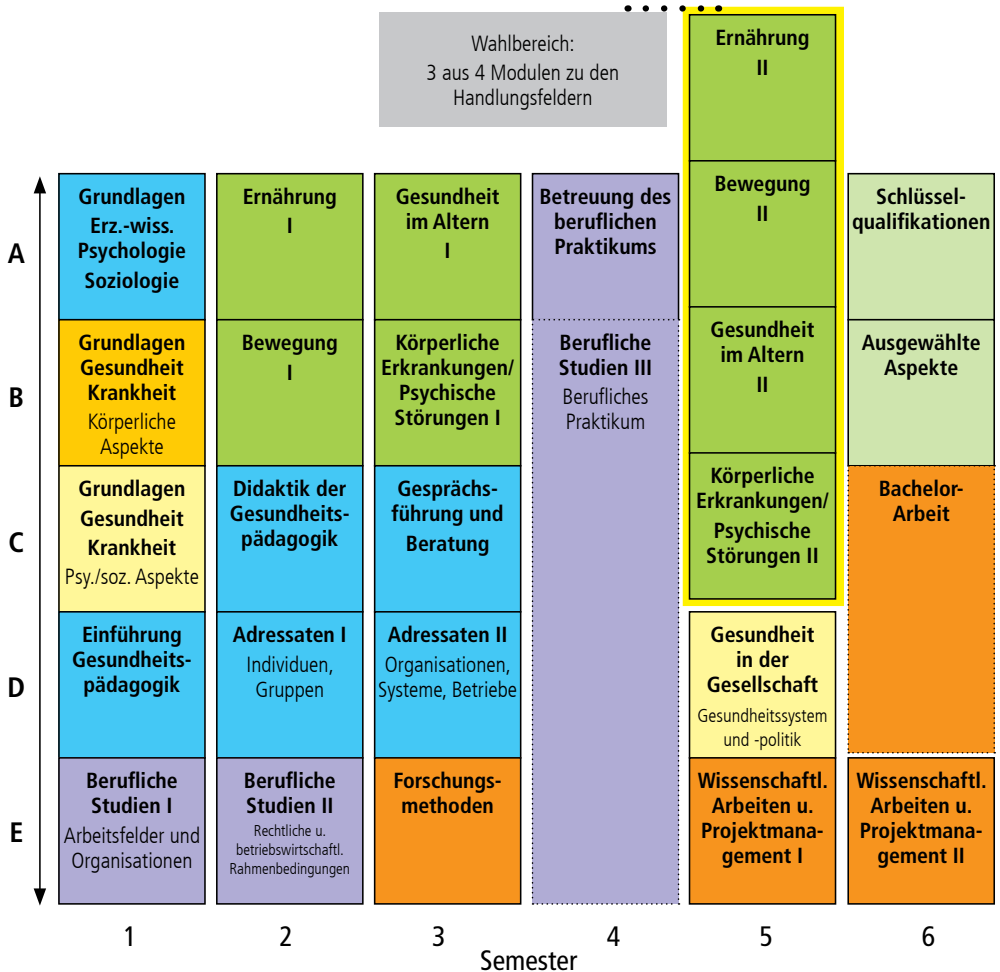 Wahlbereich:
3 aus 4 Modulen zu den
Handlungsfeldern
A
B
C
D
E
Grundlagen
Erz.-wiss.
Psychologie
Soziologie
Grundlagen
Gesundheit
Krankheit
Körperliche
Aspekte
Grundlagen
Gesundheit
Krankheit
Psy./soz. Aspekte
Einführung
Gesundheits-
pädagogik
Berufliche
Studien I
Arbeitsfelder und
Organisationen
Ernährung
I
Bewegung
I
Didaktik der
Gesundheits-
pädagogik
Adressaten I
Individuen,
Gruppen
Berufliche
Studien II
Rechtliche u.
betriebswirtschaftl.
Rahmenbedingungen
Gesundheit
im Altern
I
Körperliche
Erkrankungen/
Psychische
Störungen I
Gesprächs-
führung und
Beratung
Adressaten II
Organisationen,
Systeme, Betriebe
Forschungs-
methoden
Betreuung des
beruflichen
Praktikums
Berufliche
Studien III
Berufliches
Praktikum
Ernährung
II
Bewegung
II
Gesundheit
im Altern
II
Körperliche
Erkrankungen/
Psychische
Störungen II
Gesundheit
in der
Gesellschaft
Gesundheitssystem
und -politik
Wissenschaftl.
Arbeiten u.
Projektmana-
gement I
Schlüssel-
qualifikationen
Ausgewählte
Aspekte
Bachelor-
Arbeit
Wissenschaftl.
Arbeiten u.
Projektmana-
gement II
1 2 3 4 5 6
Semester